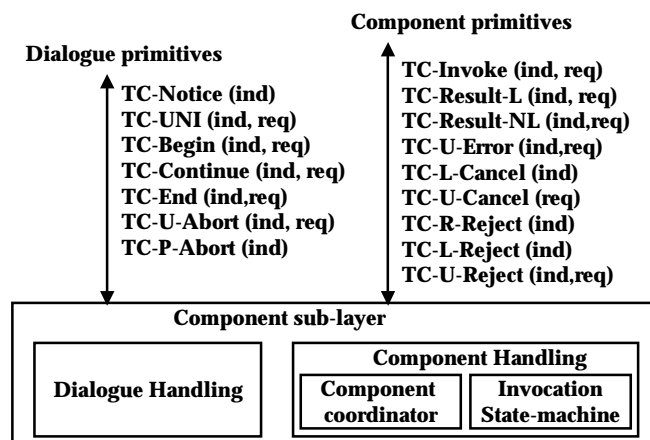 Dialogue primitives
TC-Notice (ind)
TC-UNI (ind, req)
TC-Begin (ind, req)
TC-Continue (ind, req)
TC-End (ind,req)
TC-U-Abort (ind, req)
TC-P-Abort (ind)
Component primitives
TC-Invoke (ind, req)
TC-Result-L (ind, req)
TC-Result-NL (ind,req)
TC-U-Error (ind,req)
TC-L-Cancel (ind)
TC-U-Cancel (req)
TC-R-Reject (ind)
TC-L-Reject (ind)
TC-U-Reject (ind,req)
Component sub-layer
Dialogue Handling
Component Handling
Component
coordinator
Invocation
State-machine